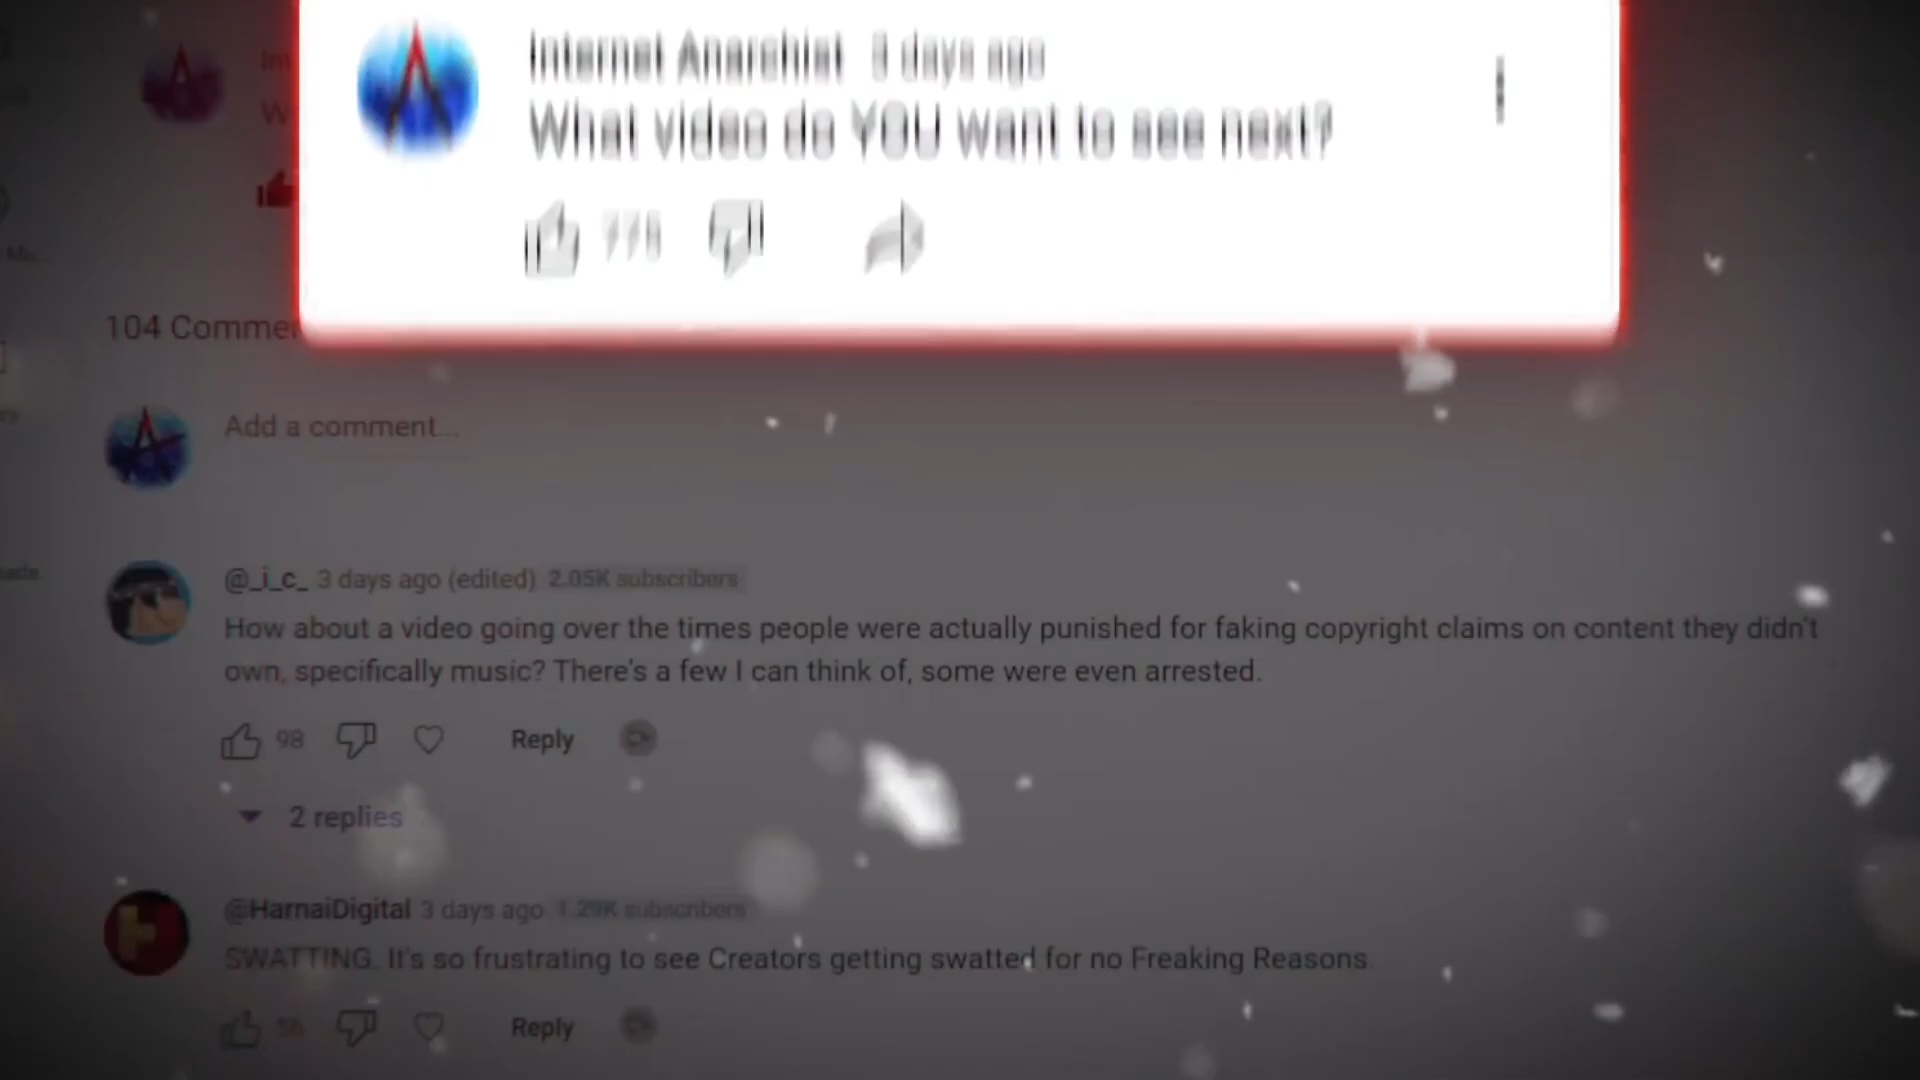 Internet Anarchist 3 days ago
What video do YOU want to see next?
104 Comme
Add a comment...
@_i_c_ 3 days ago (edited) 2.05K subscribers
How about a video going over the times people were actually punished for faking copyright claims on content they didn't
own, specifically music? There's a few I can think of, some were even arrested.
98 Reply
2 replies
@HarnaiDigital 3 days ago 1.29K subscribers
SWATTING. It's so frustrating to see Creators getting swatted for no Freaking Reasons.
56 Reply